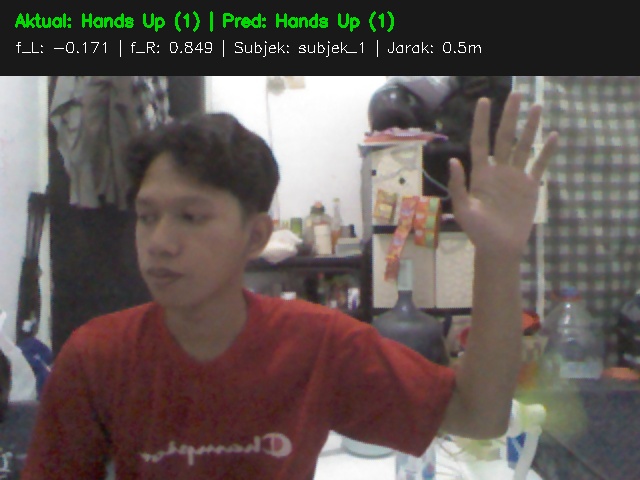 Aktual: Hands Up (1) | Pred: Hands Up (1)
f_L: -0.171 | f_R: 0.849 | Subjek: subjek_1 | Jarak: 0.5m
Champion